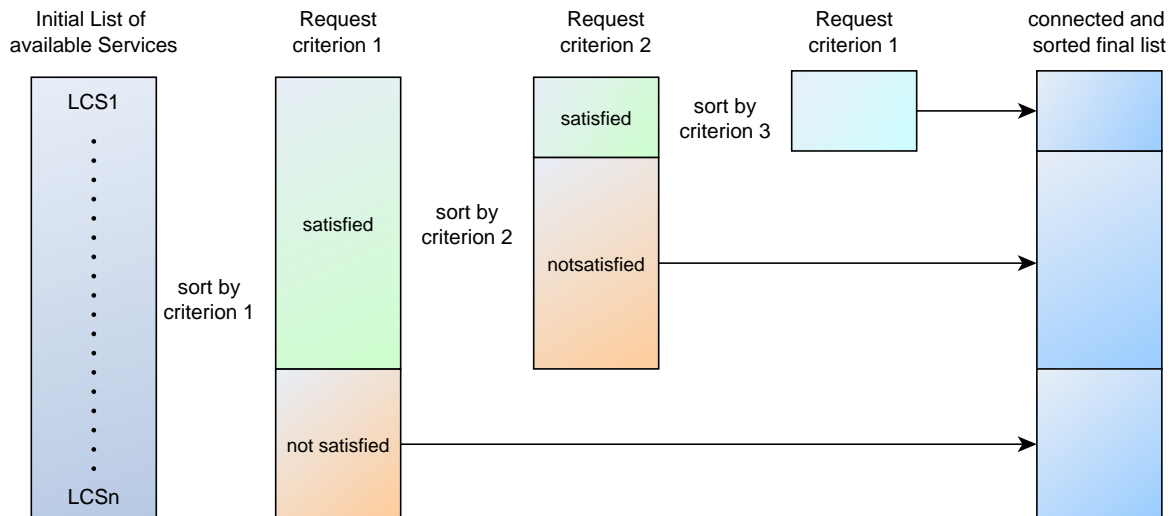 Initial List of
available Services
Request
criterion 1
Request
criterion 2
Request
criterion 1
connected and
sorted final list
LCS1
LCSn
sort by
criterion 1
satisfied
not satisfied
sort by
criterion 2
satisfied
notsatisfied
sort by
criterion 3